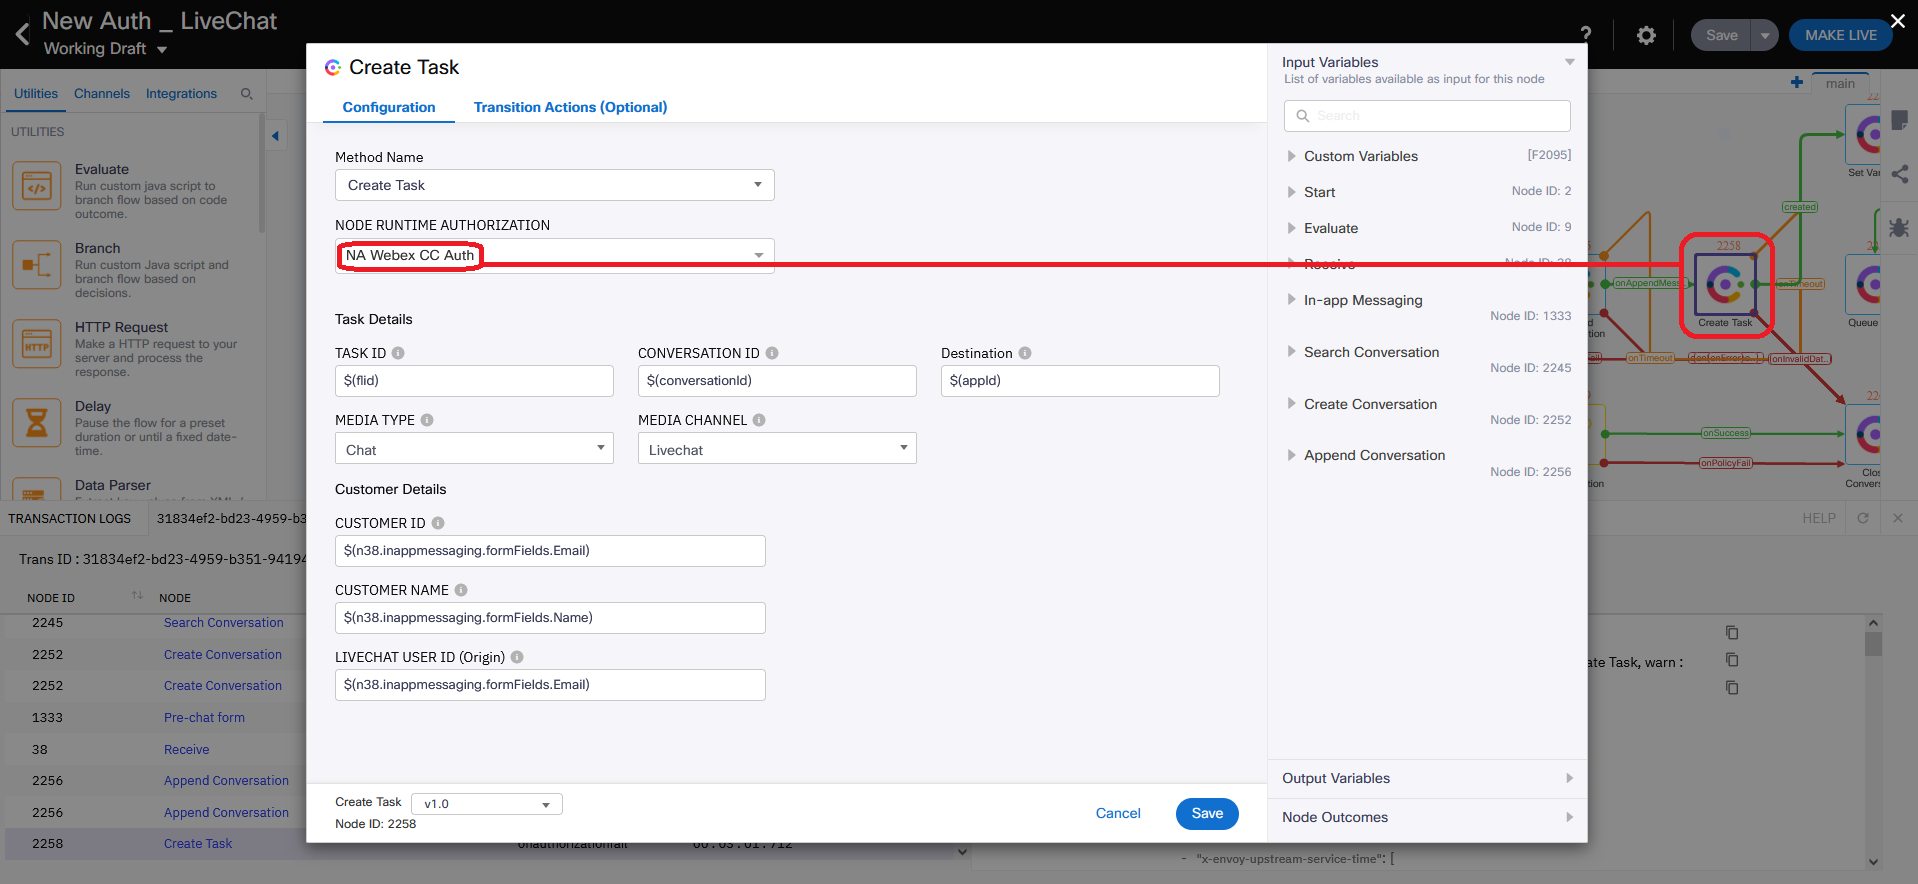 New Auth _ LiveChat
Working Draft
?
Save
MAKE LIVE
Utilities
Channels
Integrations
UTILITIES
Evaluate
Run custom java script to
branch flow based on code
outcome.
Branch
Run custom Java script and
branch flow based on
decisions.
HTTP Request
Make a HTTP request to your
server and process the
response.
Delay
Pause the flow for a preset
duration or until a fixed date-
time.
Data Parser
Create Task
Configuration
Transition Actions (Optional)
Method Name
Create Task
NODE RUNTIME AUTHORIZATION
NA Webex CC Auth
Task Details
TASK ID
CONVERSATION ID
Destination
$(flid)
$(conversationId)
$(appId)
MEDIA TYPE
MEDIA CHANNEL
Chat
Livechat
Customer Details
CUSTOMER ID
$(n38.inappmessaging.formFields.Email)
CUSTOMER NAME
$(n38.inappmessaging.formFields.Name)
LIVECHAT USER ID (Origin)
$(n38.inappmessaging.formFields.Email)
Create Task
v1.0
Node ID: 2258
Cancel
Save
Input Variables
List of variables available as input for this node
Search
Custom Variables
[F2095]
Start
Node ID: 2
Evaluate
Node ID: 9
Receive
Node ID: 38
In-app Messaging
Node ID: 1333
Search Conversation
Node ID: 2245
Create Conversation
Node ID: 2252
Append Conversation
Node ID: 2256
Output Variables
Node Outcomes
main
Set Var
created
2258
onAppendMess..
onTimeout
Create Task
Queue
tion
onTimeout
onInvalidDat..
onSuccess
onPolicyFail
tion
Clos
Convers
TRANSACTION LOGS
31834ef2-bd23-4959-b3
HELP
Trans ID : 31834ef2-bd23-4959-b351-94194
NODE ID
NODE
2245
Search Conversation
2252
Create Conversation
2252
Create Conversation
1333
Pre-chat form
38
Receive
2256
Append Conversation
2256
Append Conversation
2258
Create Task
onauthorizationfail
00:03:01:712
ate Task, warn :
- "x-envoy-upstream-service-time": [